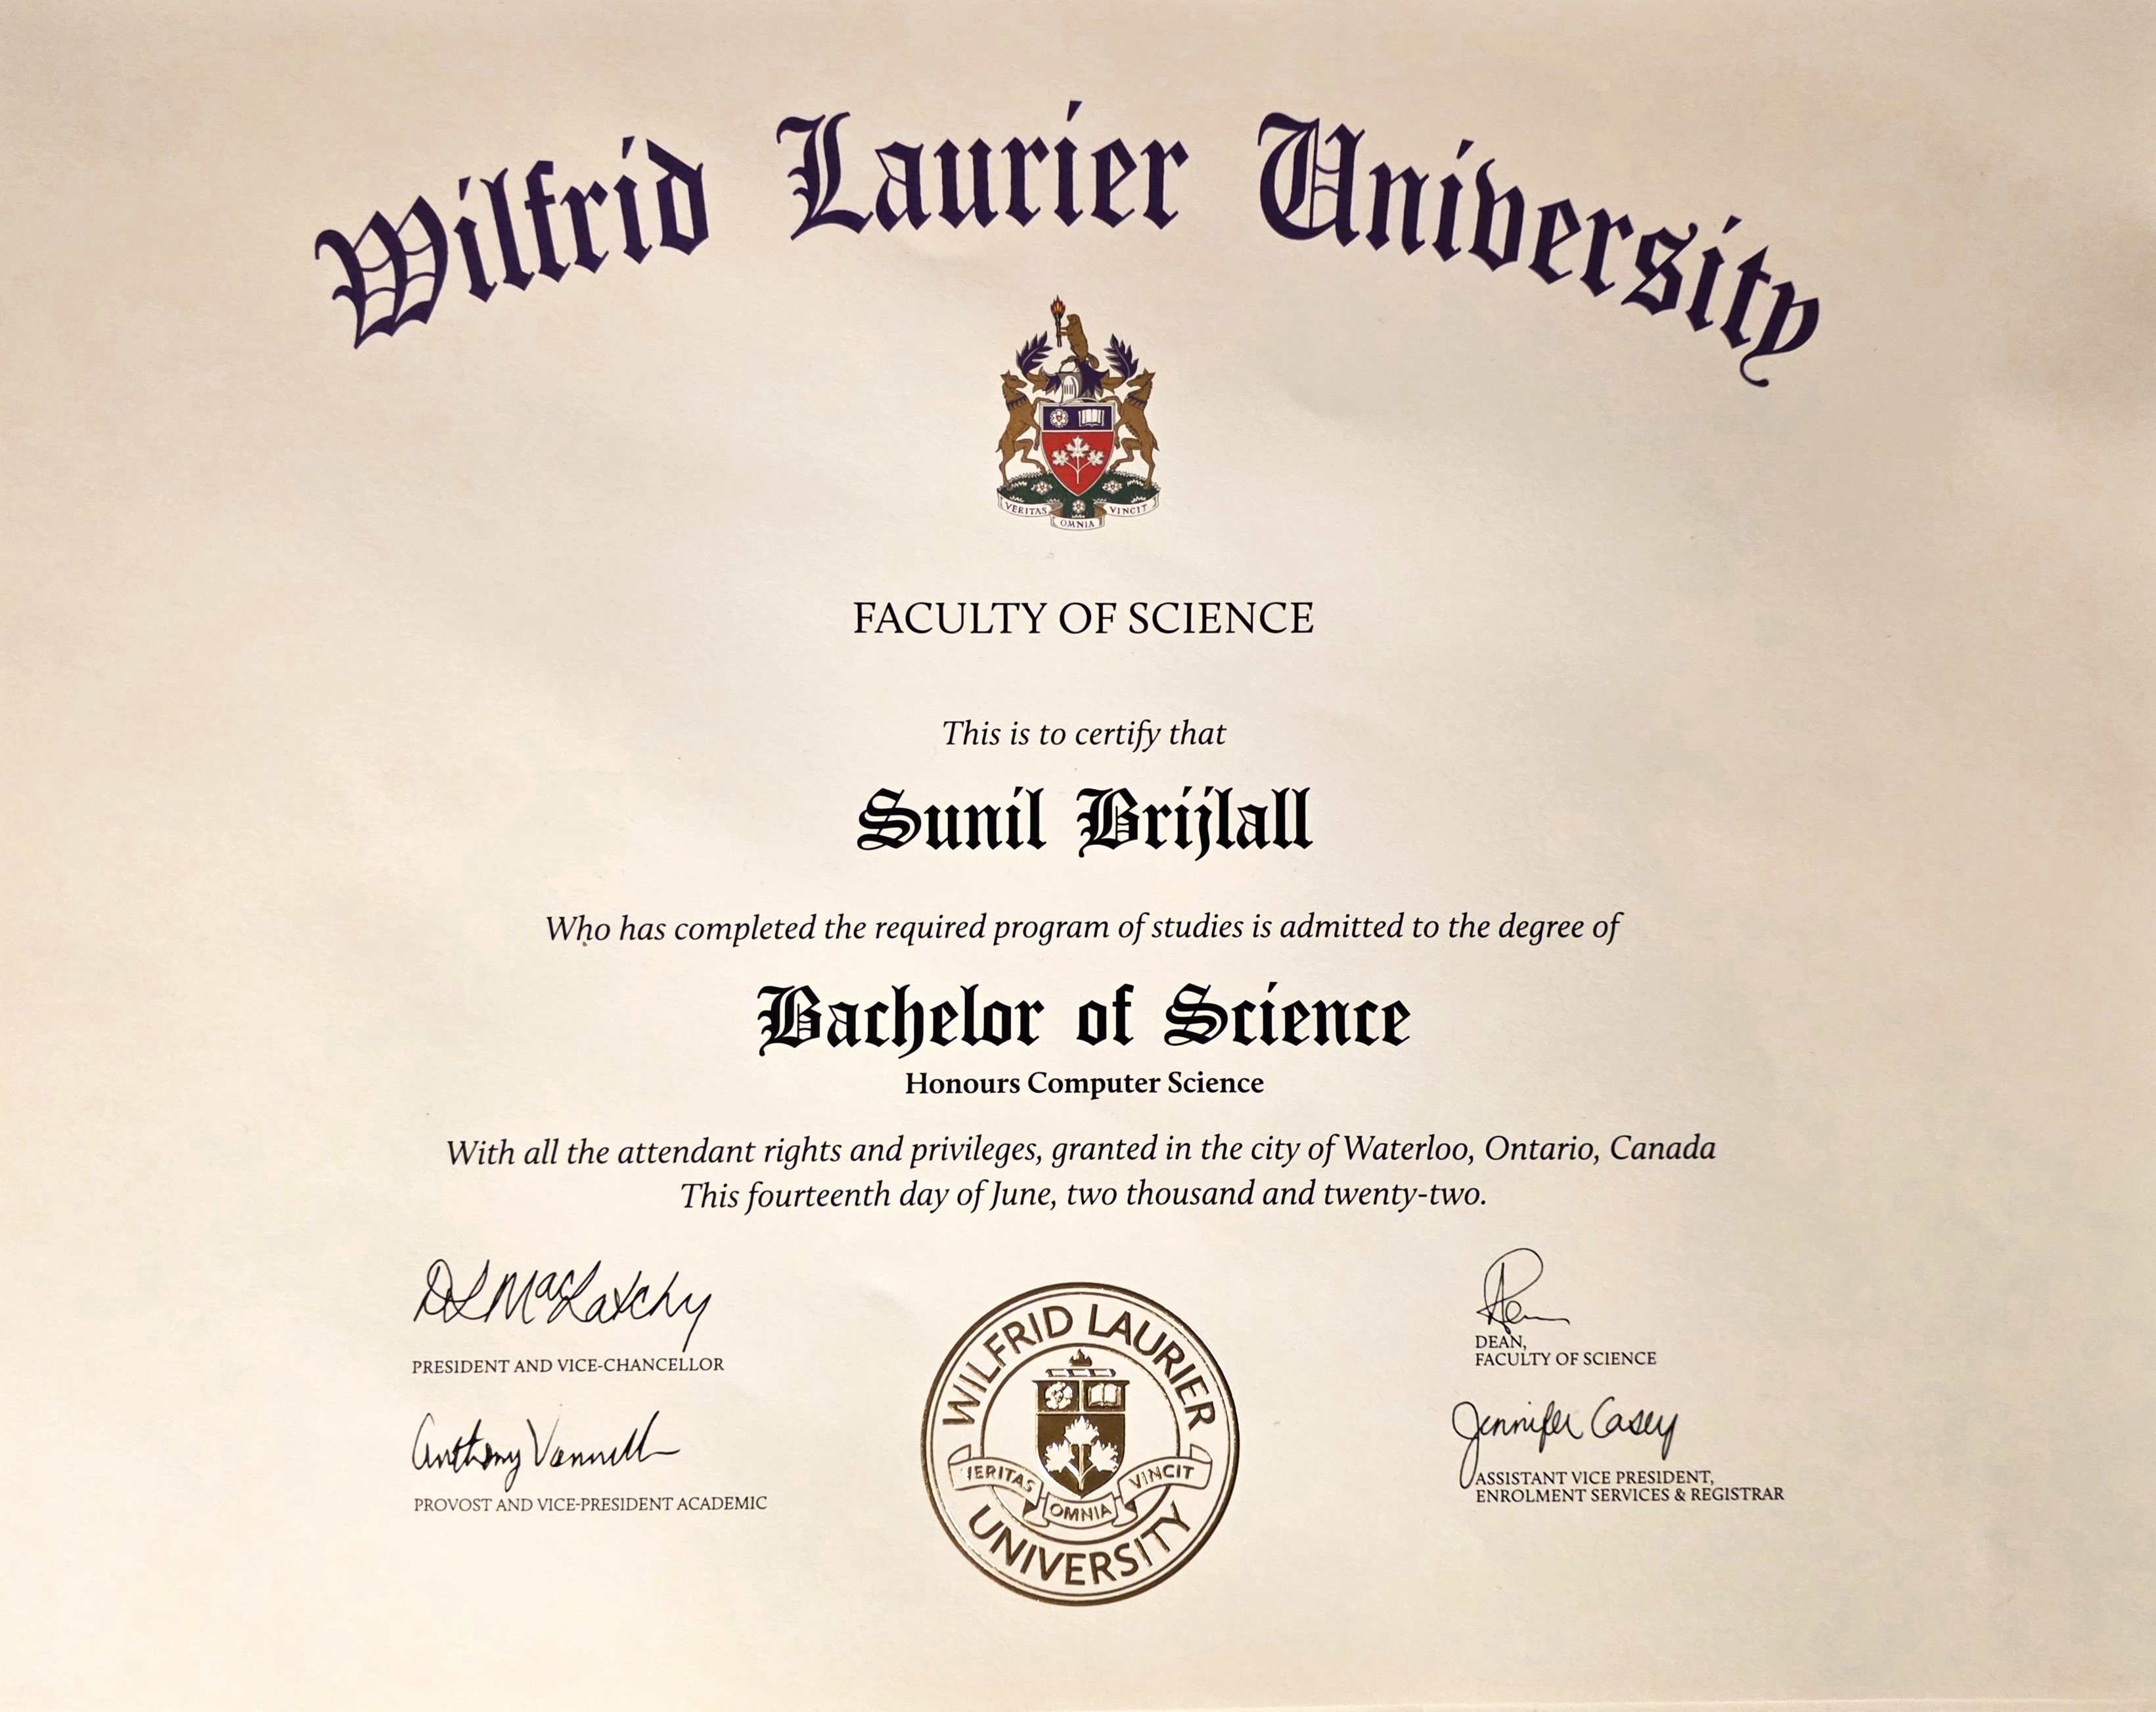 Wilfrid Laurier University
VERITAS OMNIA VINCIT
FACULTY OF SCIENCE
This is to certify that
Sunil Brijlall
Who has completed the required program of studies is admitted to the degree of
Bachelor of Science
Honours Computer Science
With all the attendant rights and privileges, granted in the city of Waterloo, Ontario, Canada
This fourteenth day of June, two thousand and twenty-two.
DLMacLatchy
PRESIDENT AND VICE-CHANCELLOR
Anthony Vannelli
PROVOST AND VICE-PRESIDENT ACADEMIC
WILFRID LAURIER
VERITAS OMNIA VINCIT
UNIVERSITY
DEAN,
FACULTY OF SCIENCE
Jennifer Casey
ASSISTANT VICE PRESIDENT,
ENROLMENT SERVICES & REGISTRAR